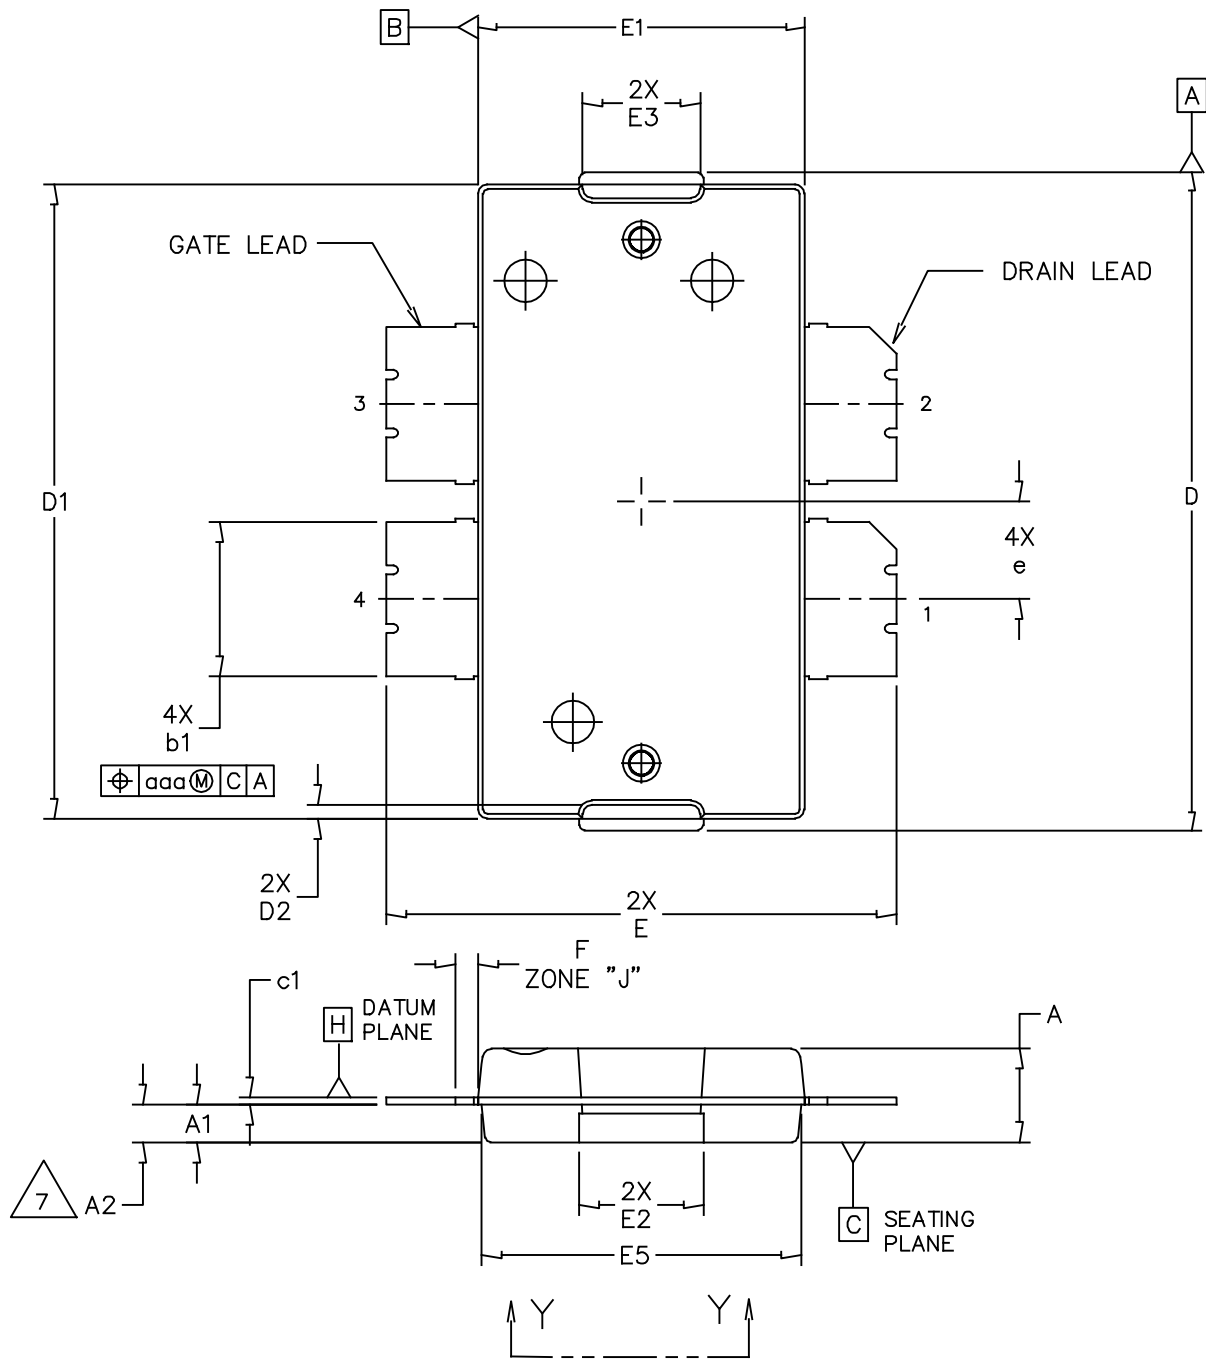 B
E1
2X
E3
A
GATE LEAD
DRAIN LEAD
3
2
D1
D
4X
e
4
1
4X
b1
⌖ aaa Ⓜ C A
2X
D2
2X
E
F
ZONE "J"
c1
H
DATUM
PLANE
A
A1
7
A2
2X
E2
C
SEATING
PLANE
E5
Y
Y